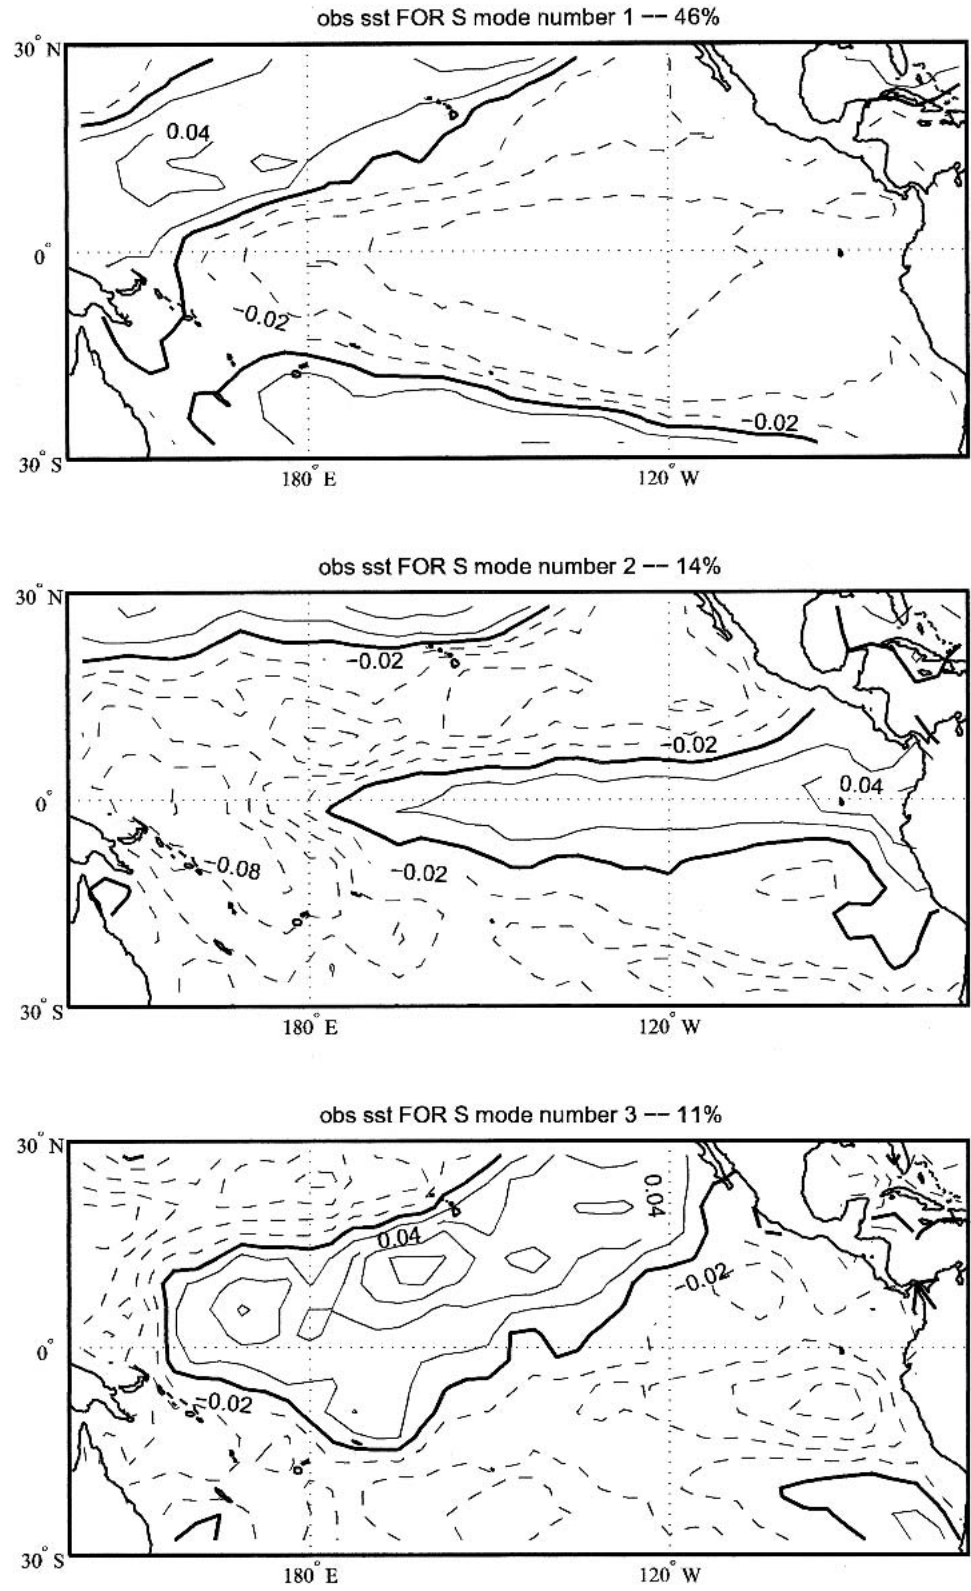 obs sst FOR S mode number 1 -- 46%
30° N
0.04
0°
-0.02
-0.02
30° S
180° E
120° W
obs sst FOR S mode number 2 -- 14%
30° N
-0.02
-0.02
0.04
0°
-0.08
-0.02
30° S
180° E
120° W
obs sst FOR S mode number 3 -- 11%
30° N
0.04
0.04
-0.02
0°
-0.02
30° S
180° E
120° W